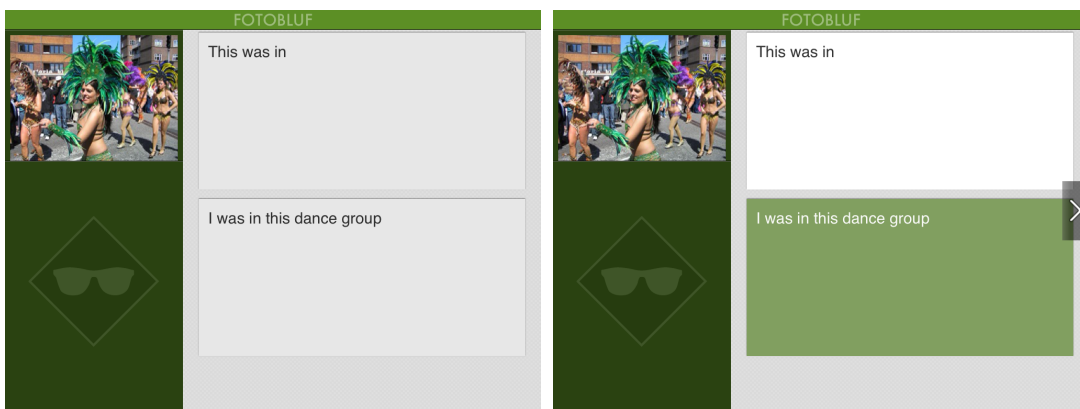 FOTOBLUF
This was in
I was in this dance group
FOTOBLUF
This was in
I was in this dance group